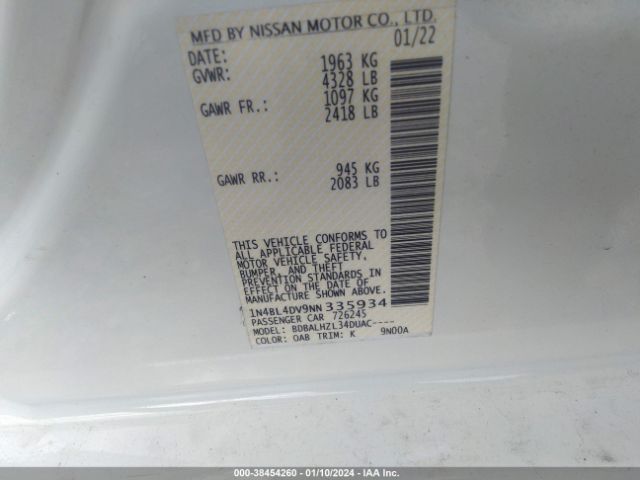 MFD BY NISSAN MOTOR CO., LTD.
DATE: 01/22
GVWR: 1963 KG
4328 LB
GAWR FR.: 1097 KG
2418 LB
GAWR RR.: 945 KG
2083 LB
THIS VEHICLE CONFORMS TO
ALL APPLICABLE FEDERAL
MOTOR VEHICLE SAFETY,
BUMPER, AND THEFT
PREVENTION STANDARDS IN
EFFECT ON THE DATE OF
MANUFACTURE SHOWN ABOVE.
1N4BL4DV9NN335934
PASSENGER CAR 726245
MODEL: BDBALHZL34DUAC----
COLOR: QAB TRIM: K 9N00A
000-38454260 - 01/10/2024 - IAA Inc.